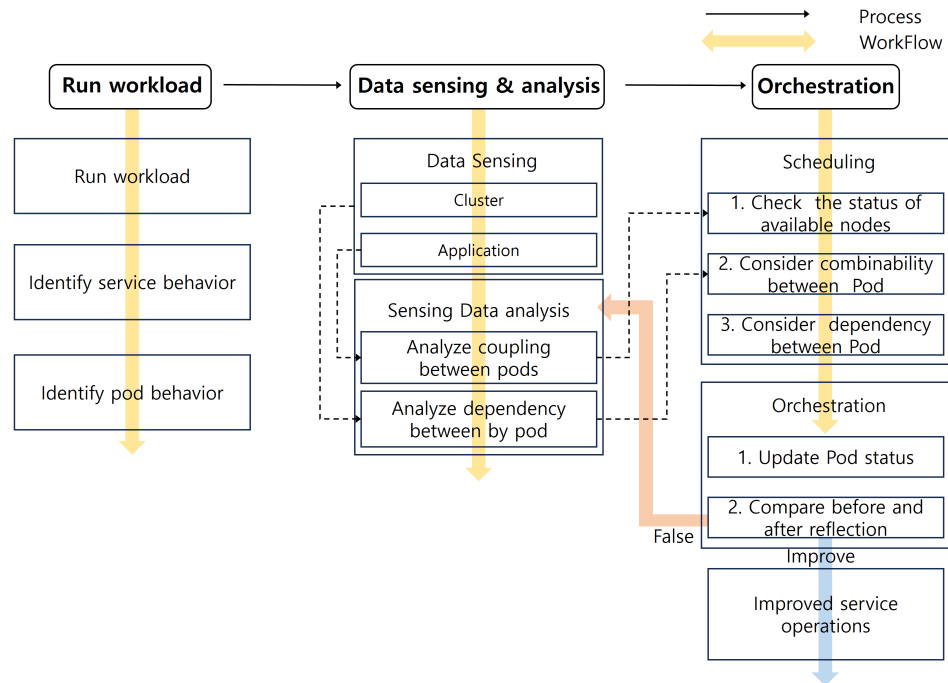 Process
WorkFlow
Run workload
Data sensing & analysis
Orchestration
Run workload
Identify service behavior
Identify pod behavior
Data Sensing
Cluster
Application
Sensing Data analysis
Analyze coupling
between pods
Analyze dependency
between by pod
Scheduling
1. Check the status of
available nodes
2. Consider combinability
between Pod
3. Consider dependency
between Pod
Orchestration
1. Update Pod status
2. Compare before and
after reflection
False
Improve
Improved service
operations